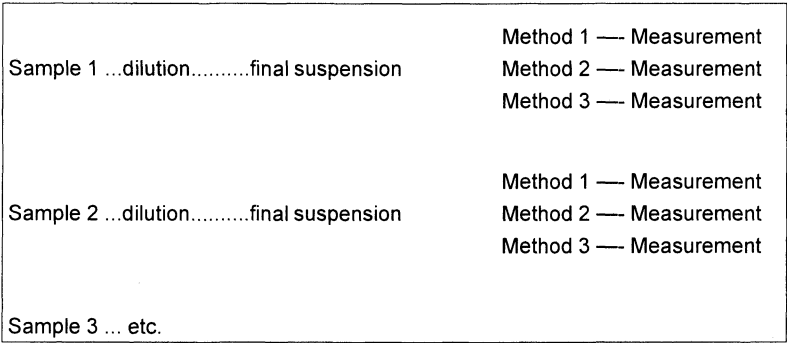 Method 1 —- Measurement
Sample 1 ...dilution..........final suspension Method 2 —- Measurement
Method 3 —- Measurement
Method 1 —- Measurement
Sample 2 ...dilution..........final suspension Method 2 —- Measurement
Method 3 —- Measurement
Sample 3 ... etc.